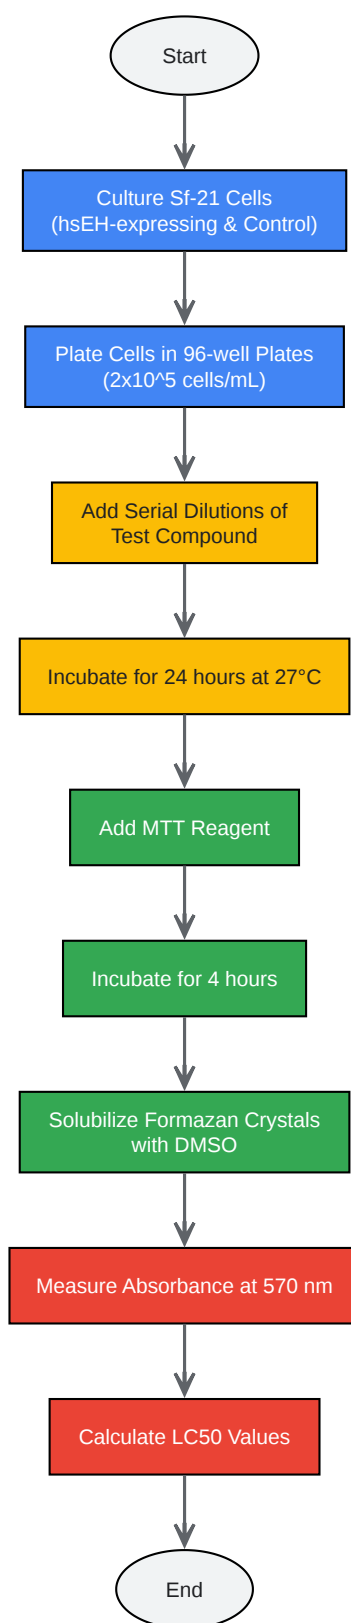 Start
Culture Sf-21 Cells
(hsEH-expressing & Control)
Plate Cells in 96-well Plates
(2x10^5 cells/mL)
Add Serial Dilutions of
Test Compound
Incubate for 24 hours at 27°C
Add MTT Reagent
Incubate for 4 hours
Solubilize Formazan Crystals
with DMSO
Measure Absorbance at 570 nm
Calculate LC50 Values
End